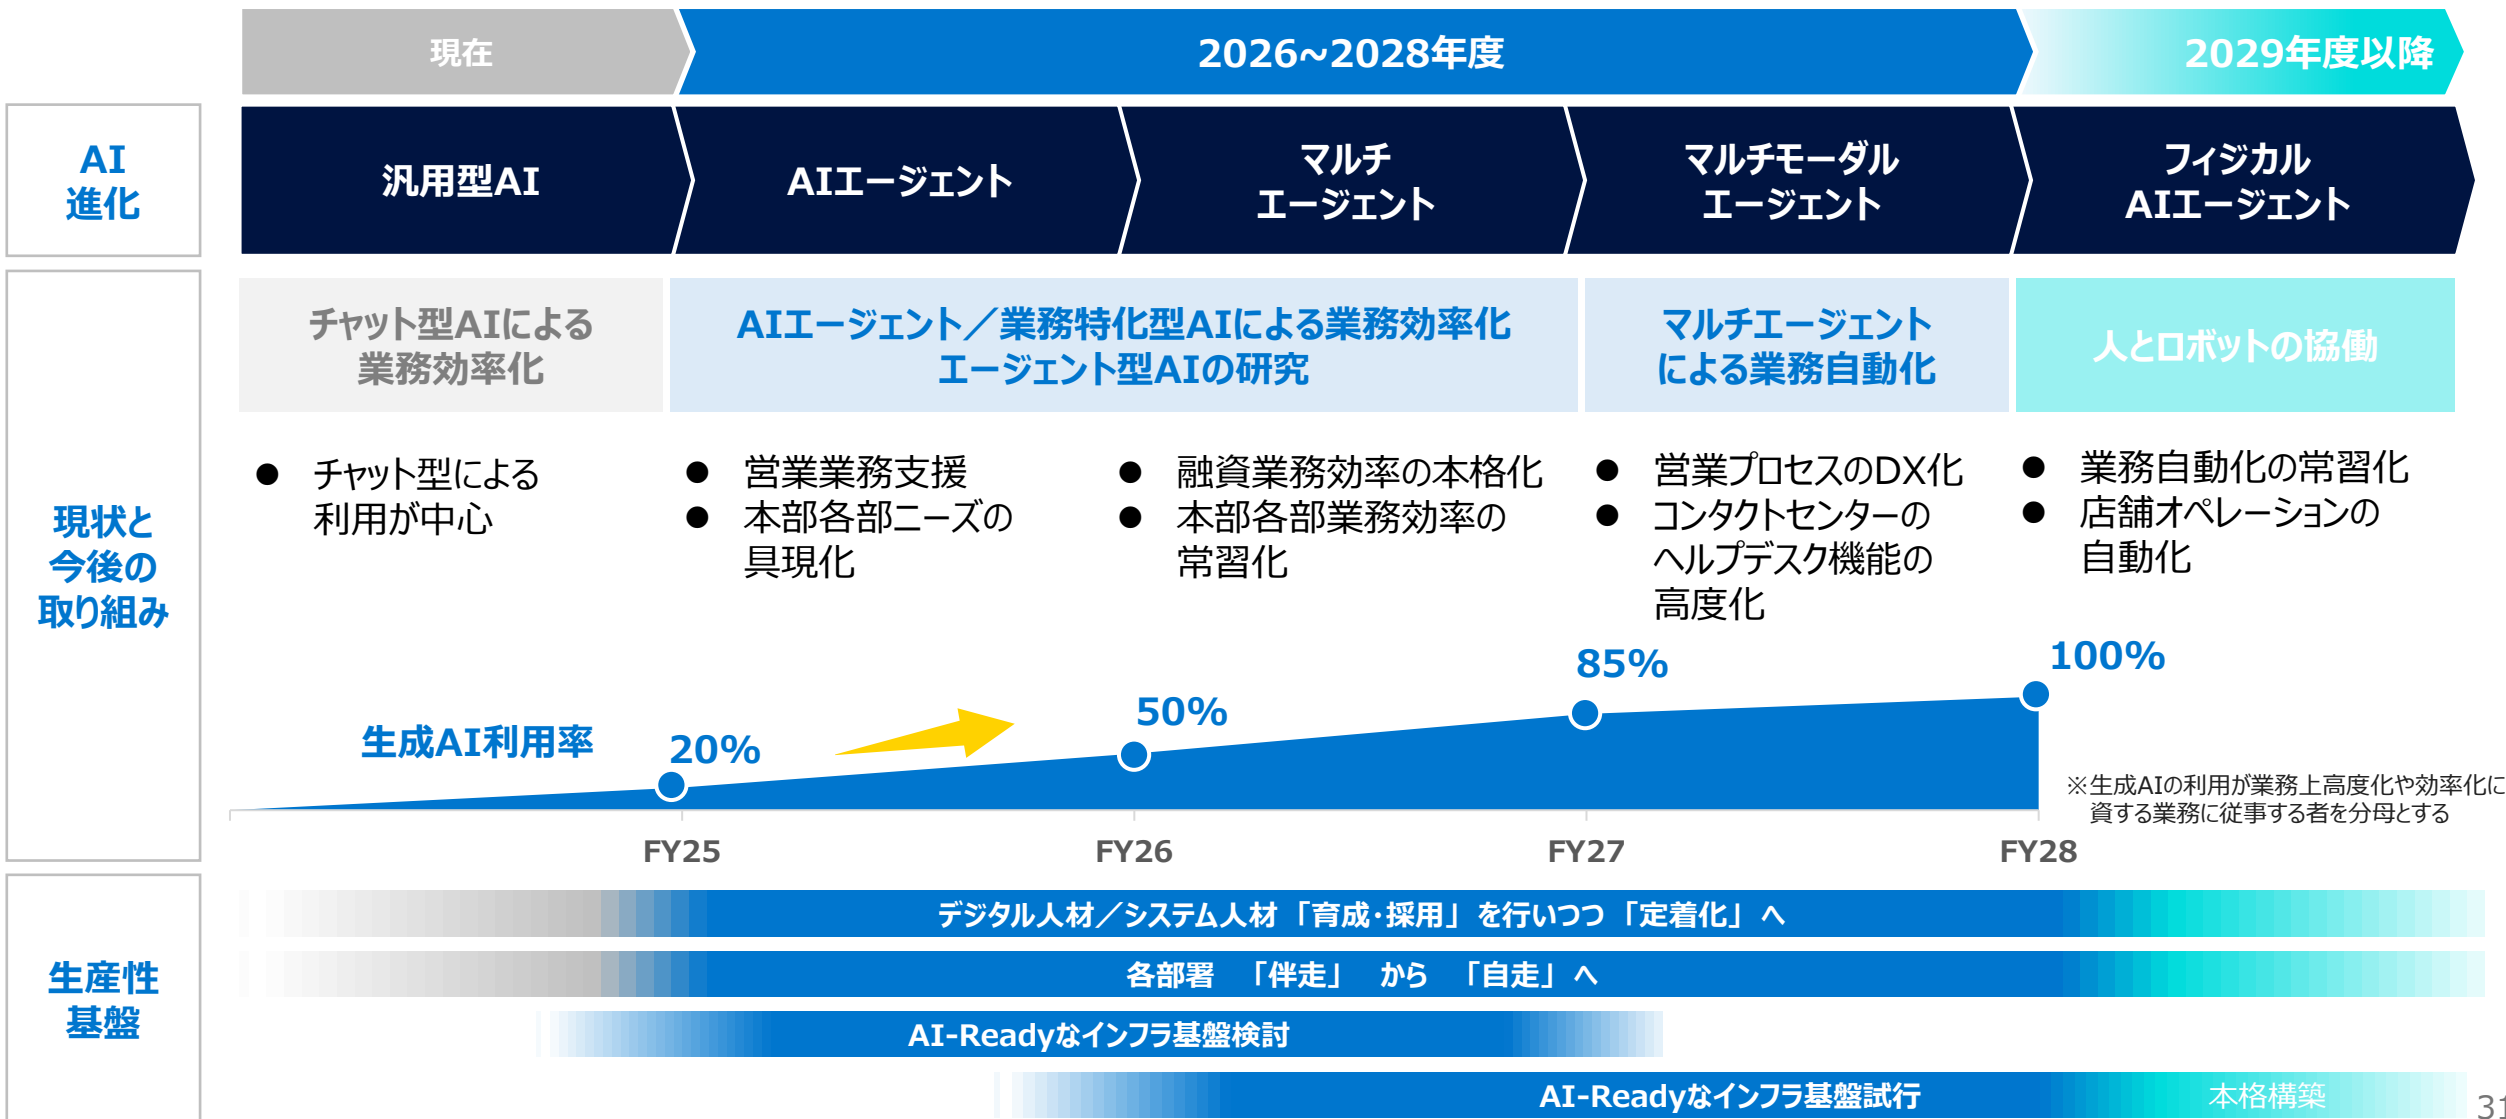 現在
2026~2028年度
2029年度以降
AI
進化
汎用型AI
AIエージェント
マルチ
エージェント
マルチモーダル
エージェント
フィジカル
AIエージェント
現状と
今後の
取り組み
チャット型AIによる
業務効率化
AIエージェント／業務特化型AIによる業務効率化
エージェント型AIの研究
マルチエージェント
による業務自動化
人とロボットの協働
● チャット型による
利用が中心
● 営業業務支援
● 本部各部ニーズの
具現化
● 融資業務効率の本格化
● 本部各部業務効率の
常習化
● 営業プロセスのDX化
● コンタクトセンターの
ヘルプデスク機能の
高度化
● 業務自動化の常習化
● 店舗オペレーションの
自動化
生成AI利用率
20%
50%
85%
100%
※生成AIの利用が業務上高度化や効率化に
資する業務に従事する者を分母とする
FY25
FY26
FY27
FY28
生産性
基盤
デジタル人材／システム人材「育成・採用」を行いつつ「定着化」へ
各部署 「伴走」 から 「自走」へ
AI-Readyなインフラ基盤検討
AI-Readyなインフラ基盤試行
本格構築
31